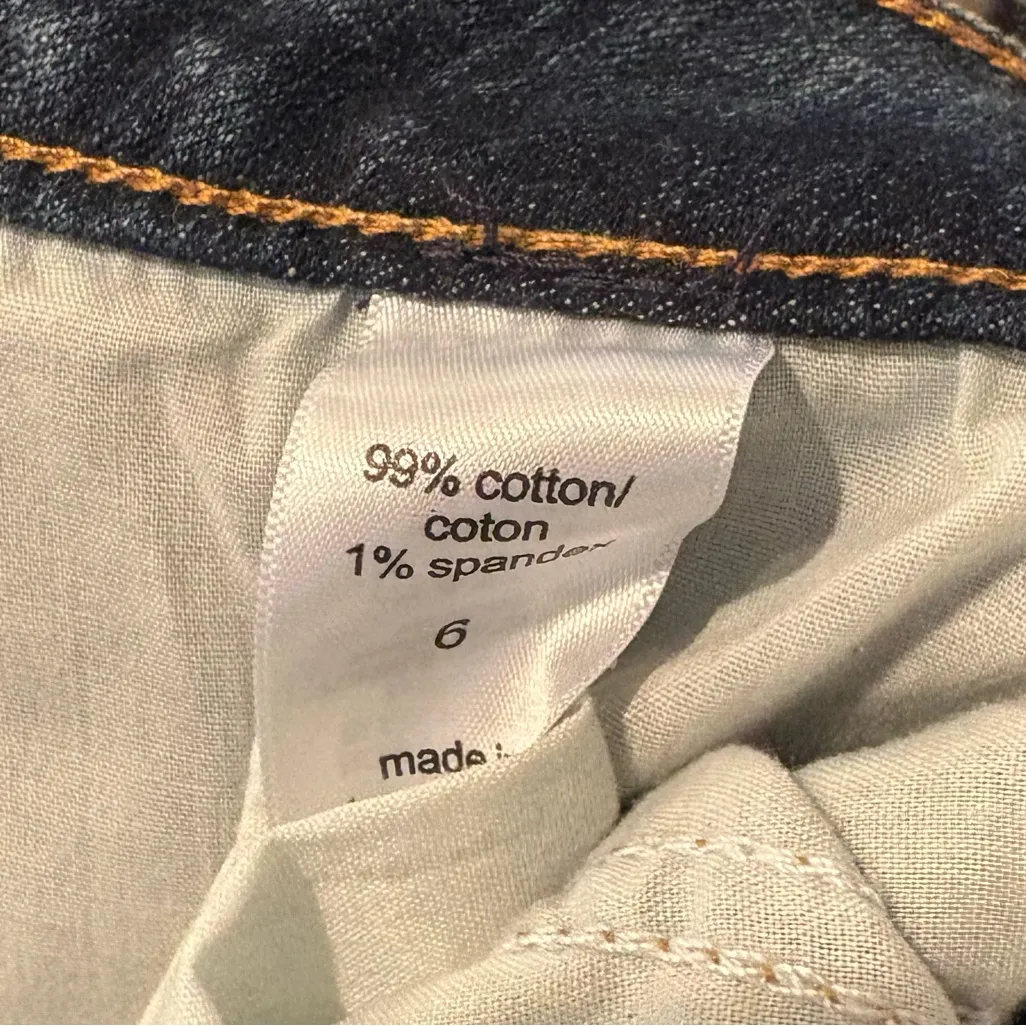 99% cotton/
coton
1% spandex
6
made